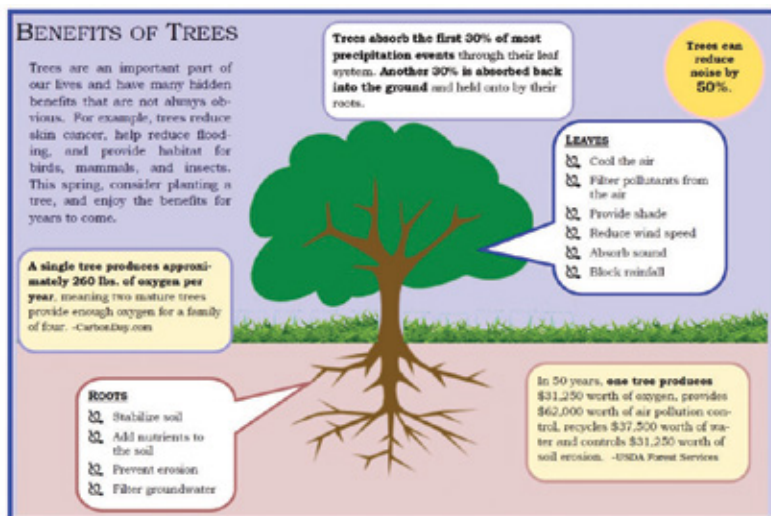 BENEFITS OF TREES
Trees are an important part of
our lives and have many hidden
benefits that are not always ob-
vious. For example, trees reduce
skin cancer, help reduce flood-
ing, and provide habitat for
birds, mammals, and insects.
This spring, consider planting a
tree, and enjoy the benefits for
years to come.
Trees absorb the first 30% of most
precipitation events through their leaf
system. Another 30% is absorbed back
into the ground and held onto by their
roots.
Trees can
reduce
noise by
50%.
LEAVES
Cool the air
Filter pollutants from
the air
Provide shade
Reduce wind speed
Absorb sound
Block rainfall
A single tree produces approxi-
mately 260 lbs. of oxygen per
year, meaning two mature trees
provide enough oxygen for a family
of four. -CarbonDay.com
ROOTS
Stabilize soil
Add nutrients to
the soil
Prevent erosion
Filter groundwater
In 50 years, one tree produces
$31,250 worth of oxygen, provides
$62,000 worth of air pollution con-
trol, recycles $37,500 worth of wa-
ter and controls $31,250 worth of
soil erosion. -USDA Forest Services